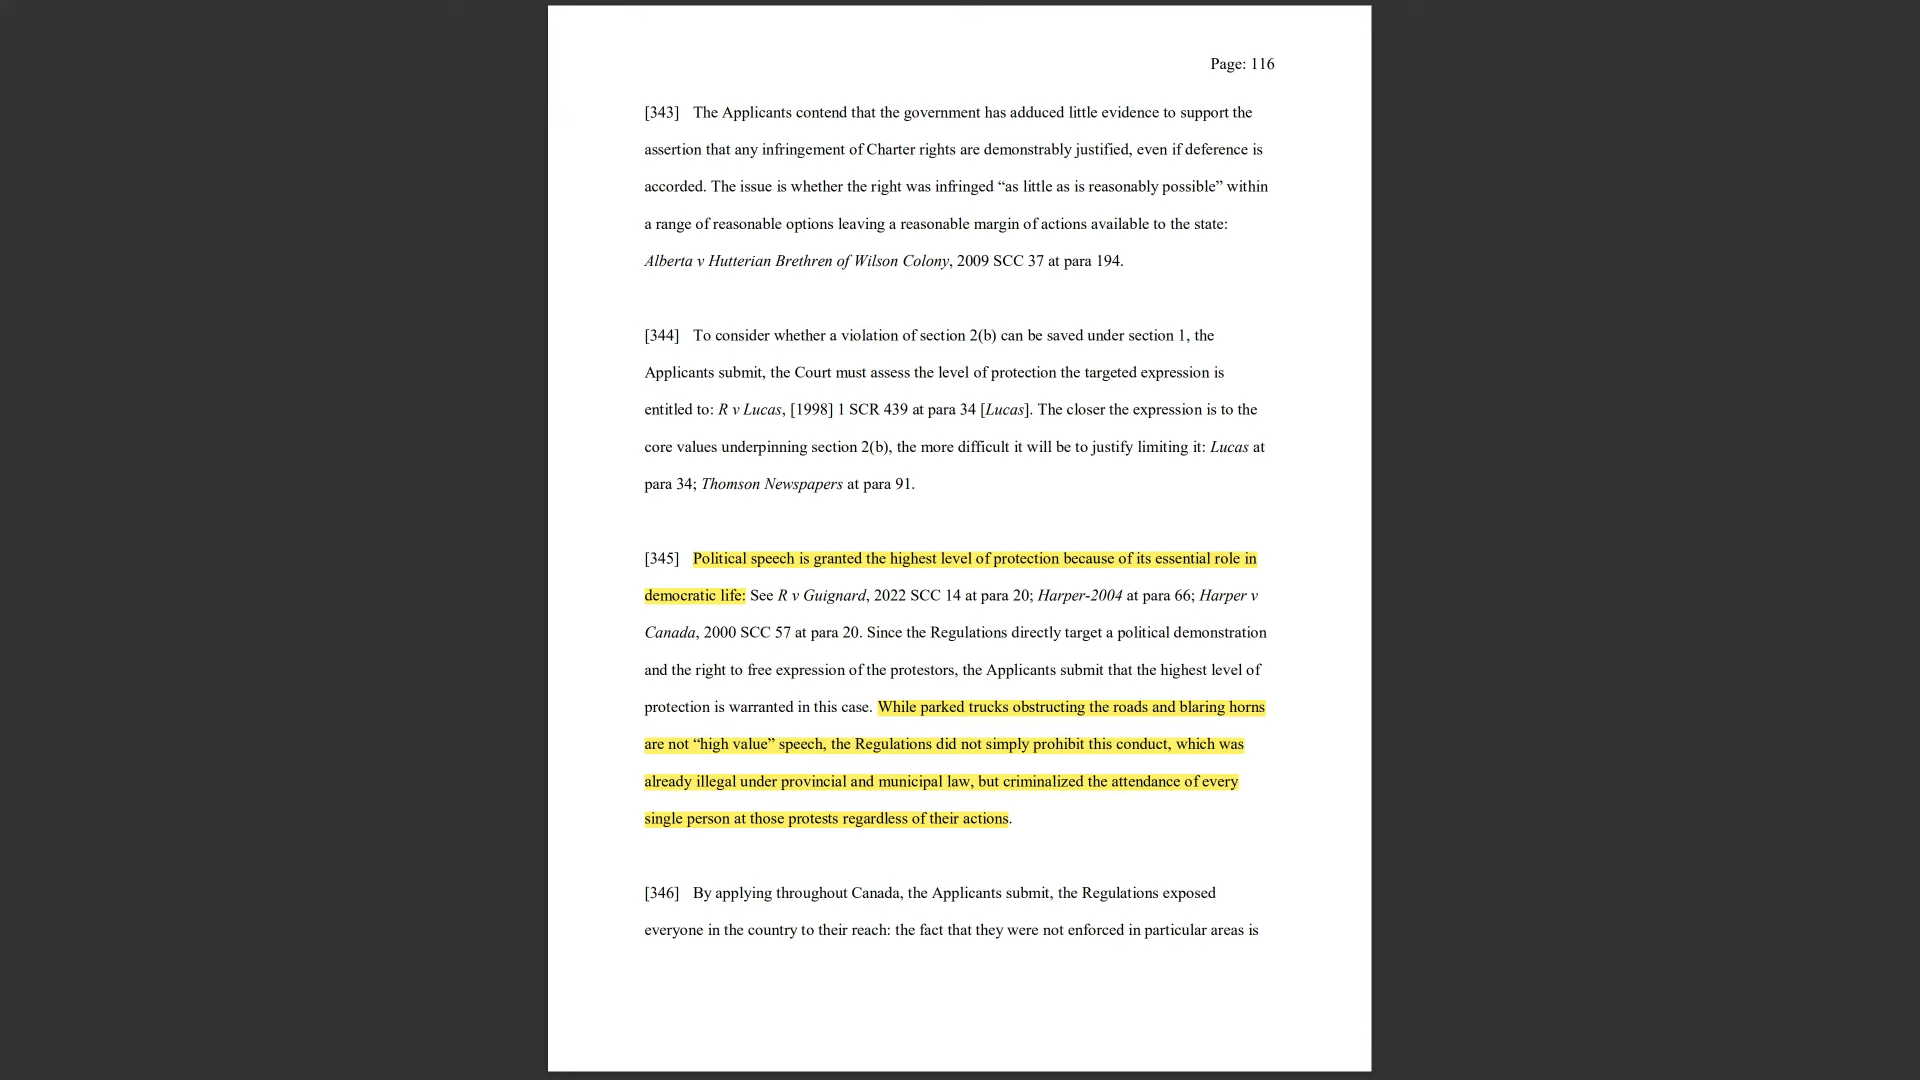 Page: 116
[343] The Applicants contend that the government has adduced little evidence to support the
assertion that any infringement of Charter rights are demonstrably justified, even if deference is
accorded. The issue is whether the right was infringed “as little as is reasonably possible” within
a range of reasonable options leaving a reasonable margin of actions available to the state:
Alberta v Hutterian Brethren of Wilson Colony, 2009 SCC 37 at para 194.
[344] To consider whether a violation of section 2(b) can be saved under section 1, the
Applicants submit, the Court must assess the level of protection the targeted expression is
entitled to: R v Lucas, [1998] 1 SCR 439 at para 34 [Lucas]. The closer the expression is to the
core values underpinning section 2(b), the more difficult it will be to justify limiting it: Lucas at
para 34; Thomson Newspapers at para 91.
[345] Political speech is granted the highest level of protection because of its essential role in
democratic life: See R v Guignard, 2022 SCC 14 at para 20; Harper-2004 at para 66; Harper v
Canada, 2000 SCC 57 at para 20. Since the Regulations directly target a political demonstration
and the right to free expression of the protestors, the Applicants submit that the highest level of
protection is warranted in this case. While parked trucks obstructing the roads and blaring horns
are not “high value” speech, the Regulations did not simply prohibit this conduct, which was
already illegal under provincial and municipal law, but criminalized the attendance of every
single person at those protests regardless of their actions.
[346] By applying throughout Canada, the Applicants submit, the Regulations exposed
everyone in the country to their reach: the fact that they were not enforced in particular areas is